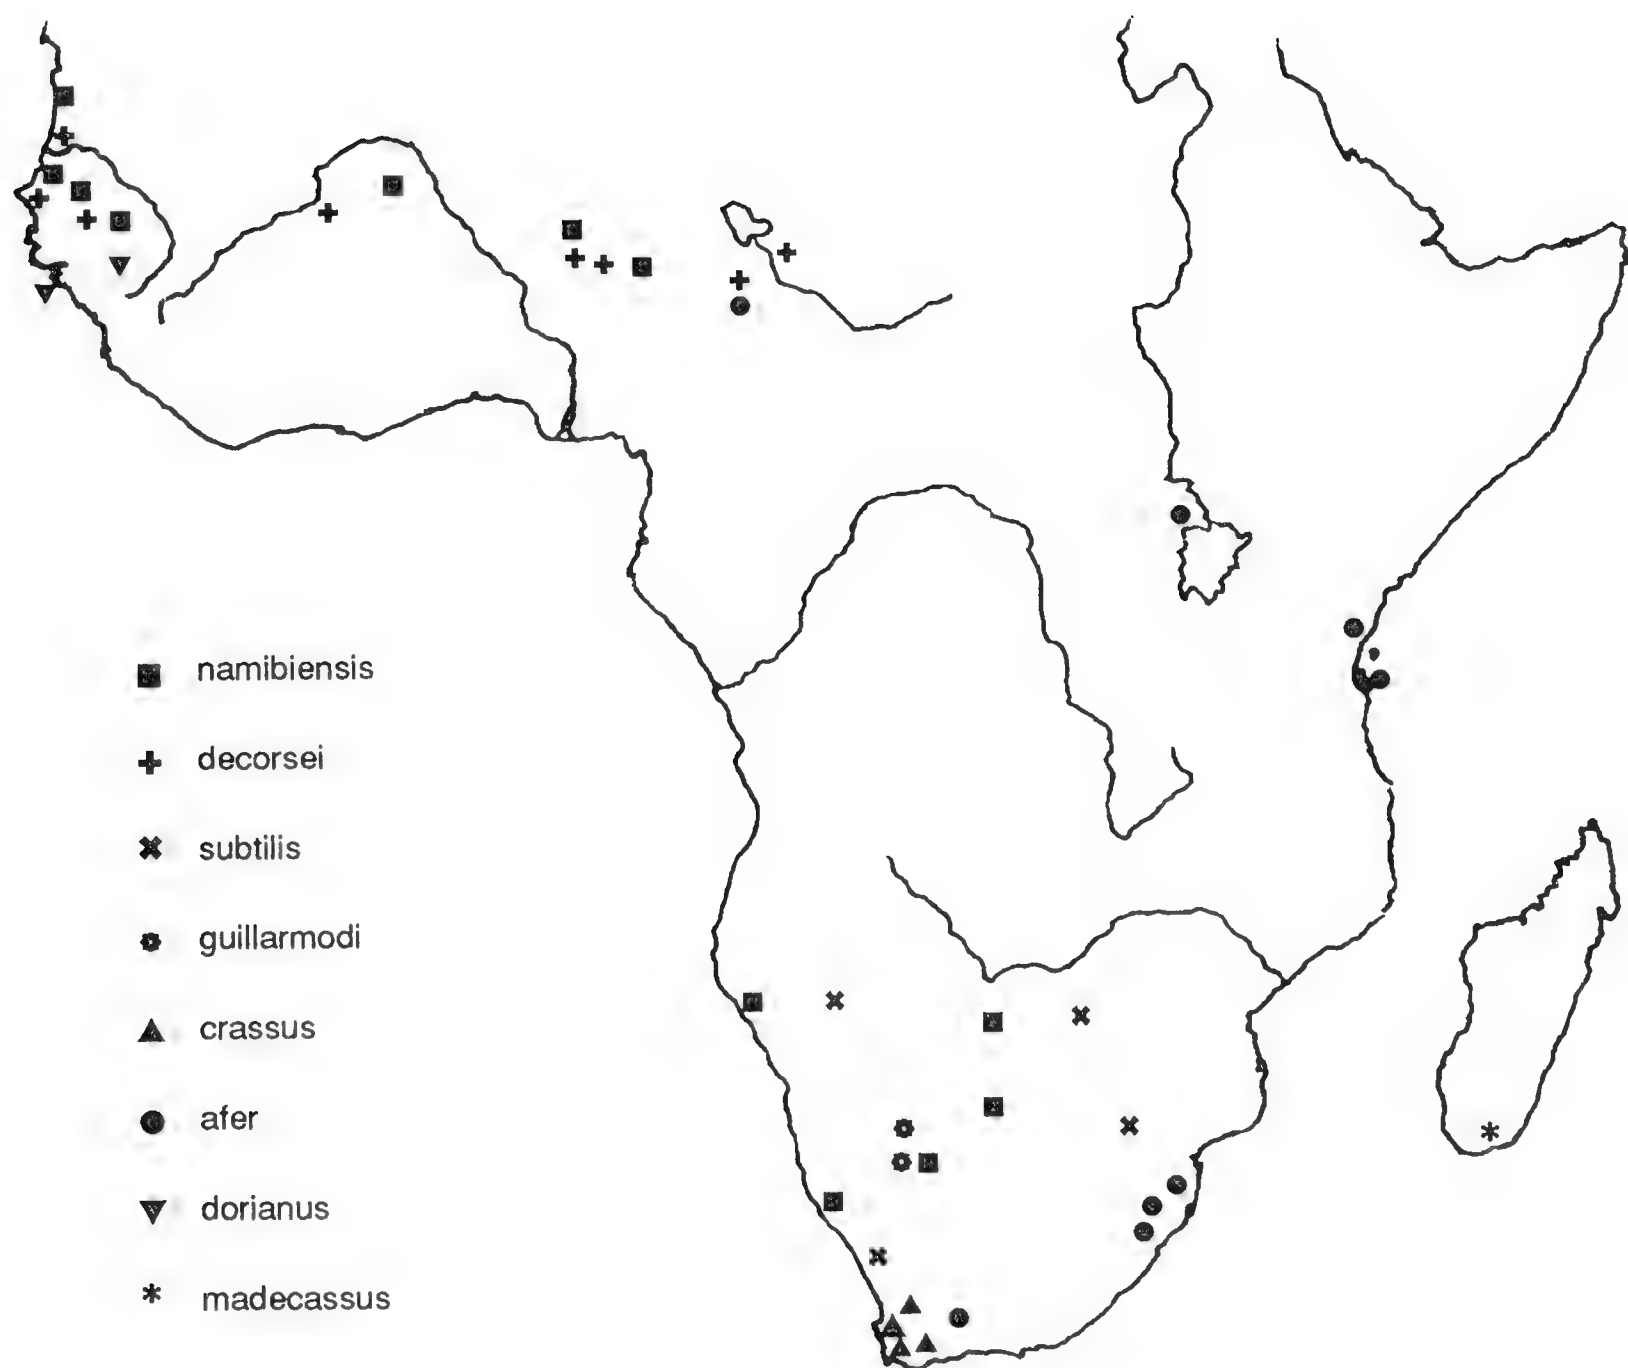 namibiensis
decorsei
subtilis
guillarmodi
crassus
afer
dorianus
madecassus